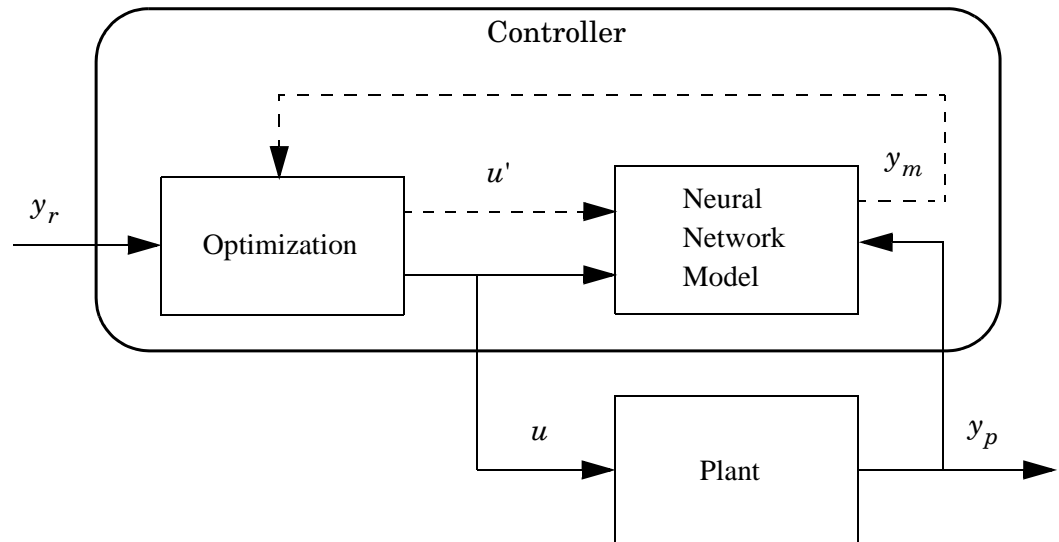 Controller
u'
y_m
y_r
Neural
Network
Model
Optimization
u
y_p
Plant